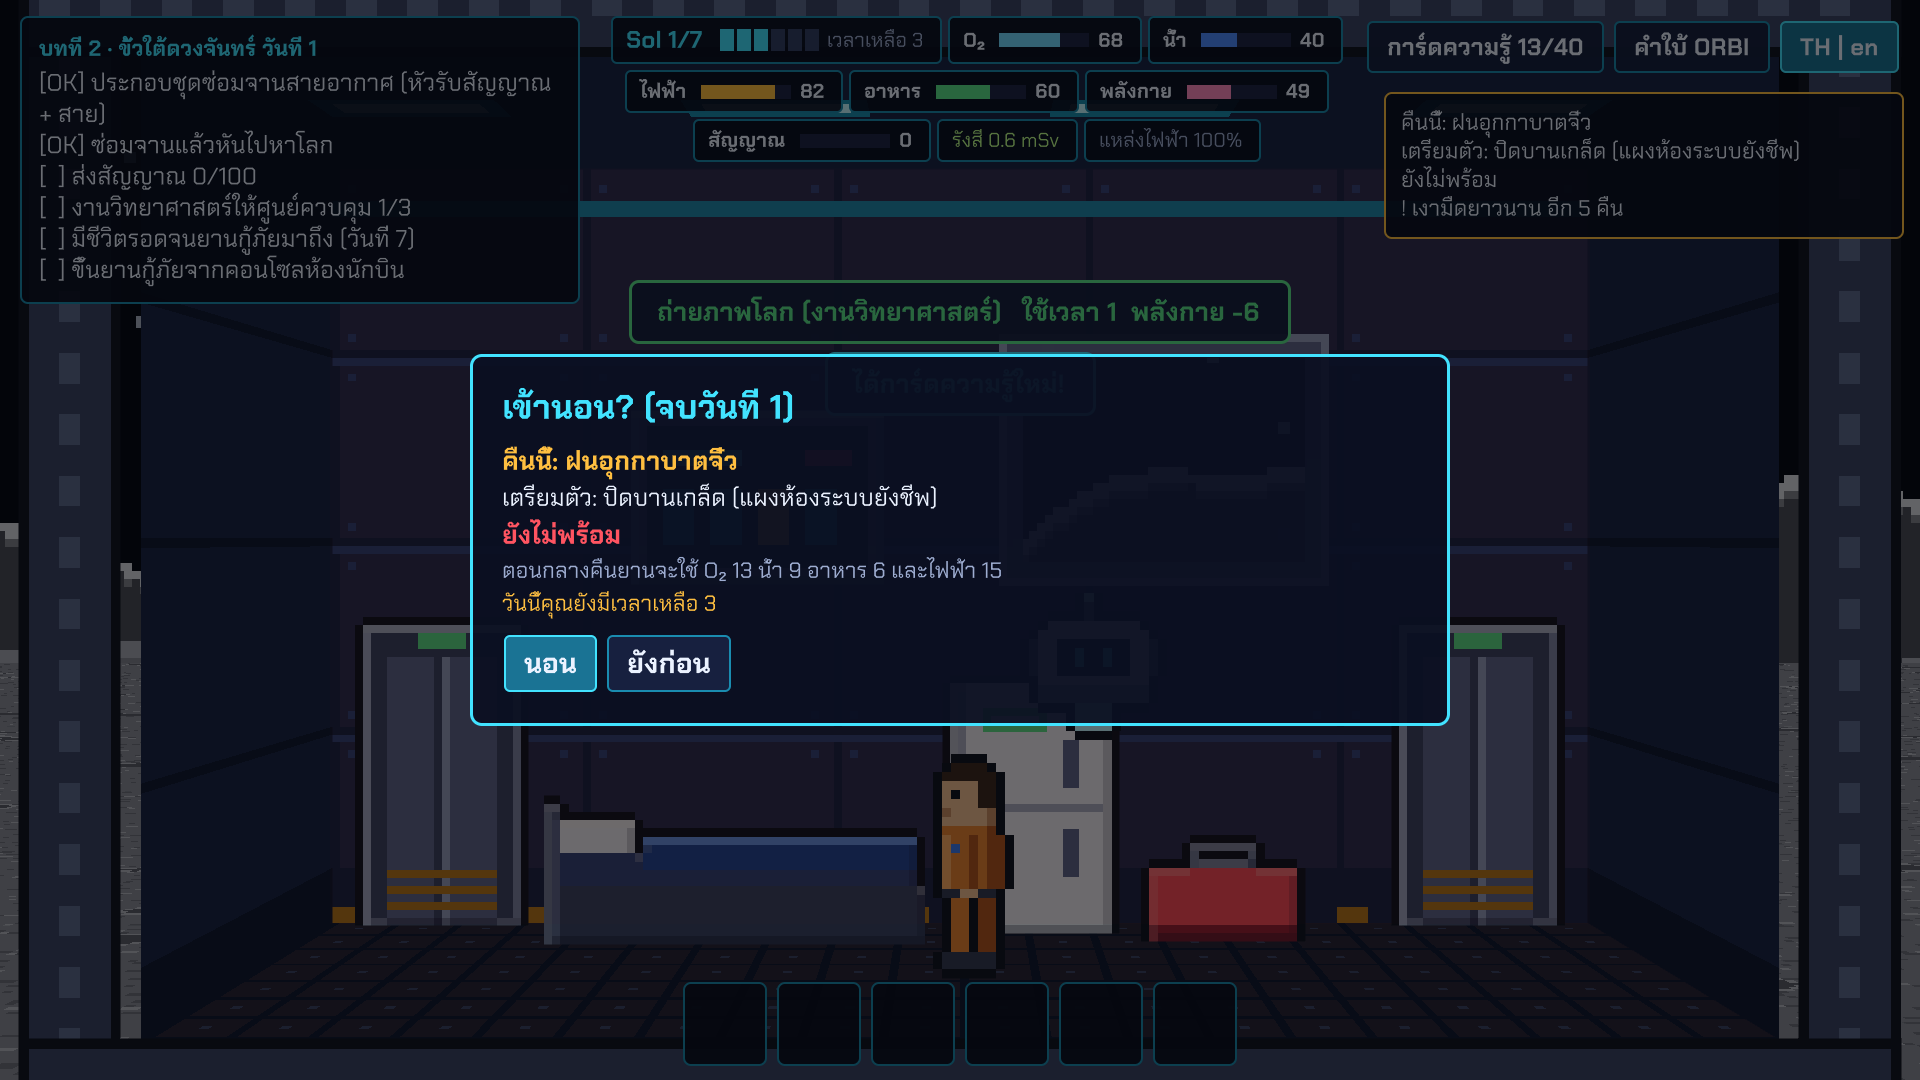 บทที่ 2 · ขั้วใต้ดวงจันทร์ วันที่ 1
[OK] ประกอบชุดซ่อมจานสายอากาศ (หัวรับสัญญาณ
+ สาย)
[OK] ซ่อมจานแล้วหันไปหาโลก
[ ] ส่งสัญญาณ 0/100
[ ] งานวิทยาศาสตร์ให้ศูนย์ควบคุม 1/3
[ ] มีชีวิตรอดจนยานกู้ภัยมาถึง (วันที่ 7)
[ ] ขึ้นยานกู้ภัยจากคอนโซลห้องนักบิน
Sol 1/7 เวลาเหลือ 3
O₂ 68
น้ำ 40
ไฟฟ้า 82
อาหาร 60
พลังกาย 49
สัญญาณ 0
รังสี 0.6 mSv
แหล่งไฟฟ้า 100%
การ์ดความรู้ 13/40
คำใบ้ ORBI
TH | en
คืนนี้: ฝนอุกกาบาตจิ๋ว
เตรียมตัว: ปิดบานเกล็ด (แผงห้องระบบยังชีพ)
ยังไม่พร้อม
! เงามืดยาวนาน อีก 5 คืน
ถ่ายภาพโลก (งานวิทยาศาสตร์) ใช้เวลา 1 พลังกาย -6
ได้การ์ดความรู้ใหม่!
เข้านอน? (จบวันที่ 1)
คืนนี้: ฝนอุกกาบาตจิ๋ว
เตรียมตัว: ปิดบานเกล็ด (แผงห้องระบบยังชีพ)
ยังไม่พร้อม
ตอนกลางคืนยานจะใช้ O₂ 13 น้ำ 9 อาหาร 6 และไฟฟ้า 15
วันนี้คุณยังมีเวลาเหลือ 3
นอน
ยังก่อน